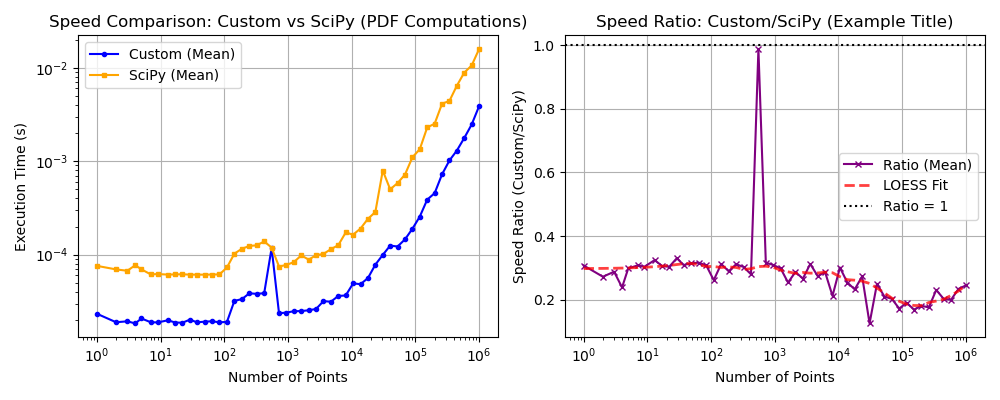 Speed Comparison: Custom vs SciPy (PDF Computations)
Execution Time (s)
10⁻²
10⁻³
10⁻⁴
Custom (Mean)
SciPy (Mean)
10⁰ 10¹ 10² 10³ 10⁴ 10⁵ 10⁶
Number of Points
Speed Ratio: Custom/SciPy (Example Title)
Speed Ratio (Custom/SciPy)
1.0
0.8
0.6
0.4
0.2
Ratio (Mean)
LOESS Fit
Ratio = 1
10⁰ 10¹ 10² 10³ 10⁴ 10⁵ 10⁶
Number of Points